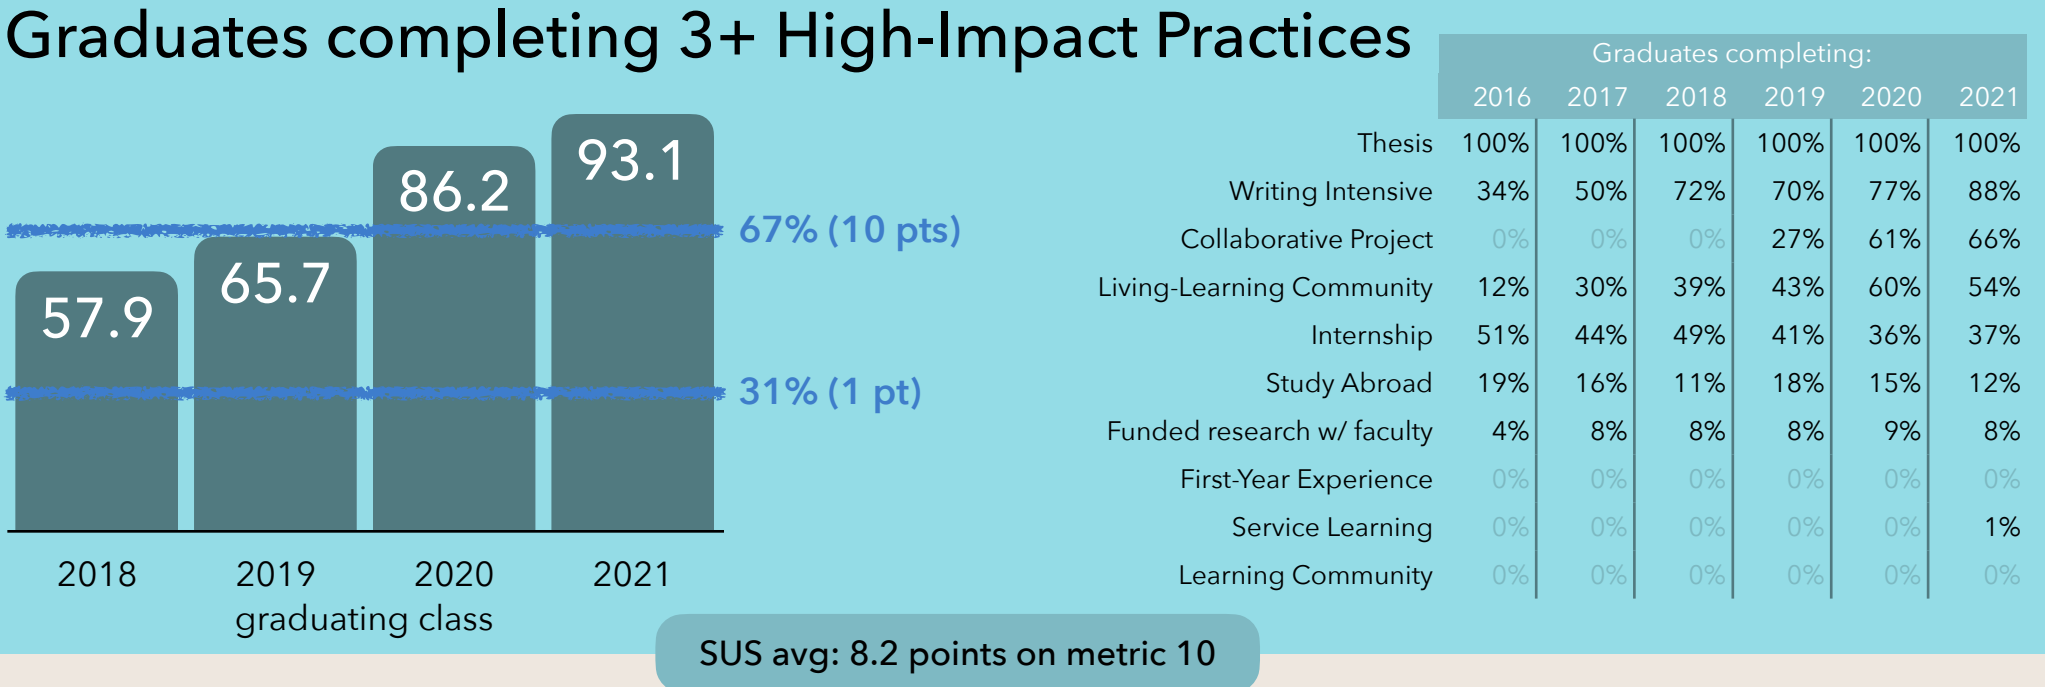 Graduates completing 3+ High-Impact Practices
57.9
65.7
86.2
93.1
67% (10 pts)
31% (1 pt)
2018 2019 2020 2021
graduating class
Graduates completing:
2016 2017 2018 2019 2020 2021
Thesis 100% 100% 100% 100% 100% 100%
Writing Intensive 34% 50% 72% 70% 77% 88%
Collaborative Project 0% 0% 0% 27% 61% 66%
Living-Learning Community 12% 30% 39% 43% 60% 54%
Internship 51% 44% 49% 41% 36% 37%
Study Abroad 19% 16% 11% 18% 15% 12%
Funded research w/ faculty 4% 8% 8% 8% 9% 8%
First-Year Experience 0% 0% 0% 0% 0% 0%
Service Learning 0% 0% 0% 0% 0% 1%
Learning Community 0% 0% 0% 0% 0% 0%
SUS avg: 8.2 points on metric 10